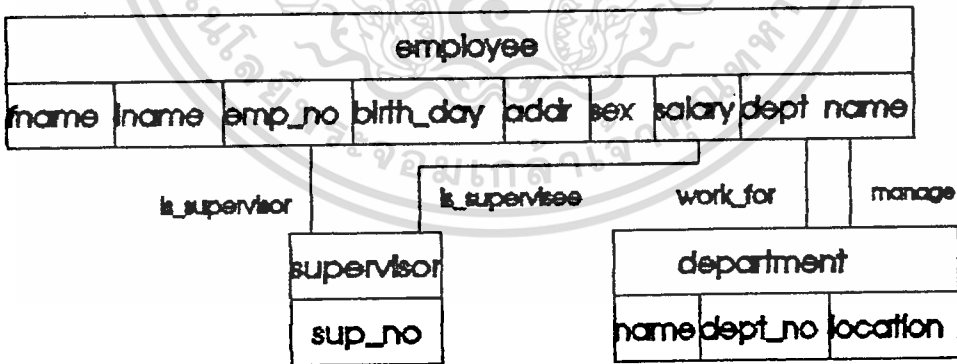 employee
fname lname emp_no birth_day addr sex salary dept name
is_supervisor is_supervisee work_for manage
supervisor department
sup_no name dept_no location